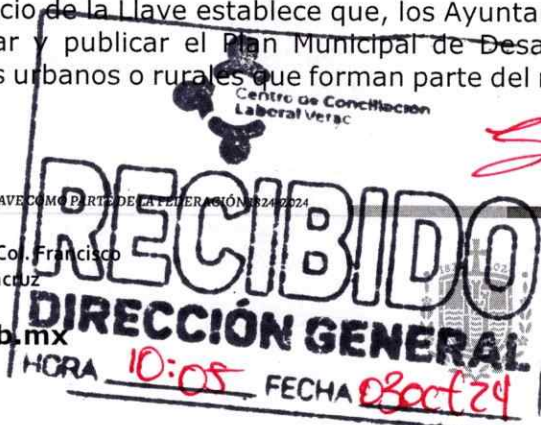 cio de la Llave establece que, los Ayunta
ar y publicar el Plan Municipal de Desa
s urbanos o rurales que forman parte del
Centro de Conciliación
Laboral Verac
AVE COMO PARTE DE LA FEDERACIÓN 1824-2024
Col. Francisco
acruz
b.mx
RECIBIDO
DIRECCIÓN GENERAL
HORA 10:05 FECHA 03oct24